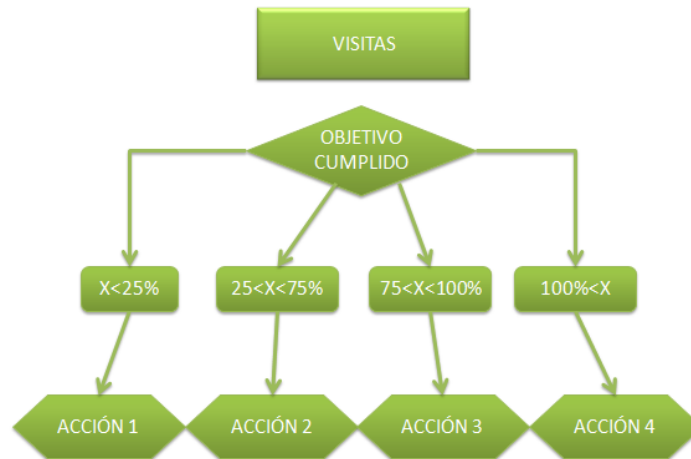 VISITAS
OBJETIVO
CUMPLIDO
X<25%
25<X<75%
75<X<100%
100%<X
ACCIÓN 1
ACCIÓN 2
ACCIÓN 3
ACCIÓN 4